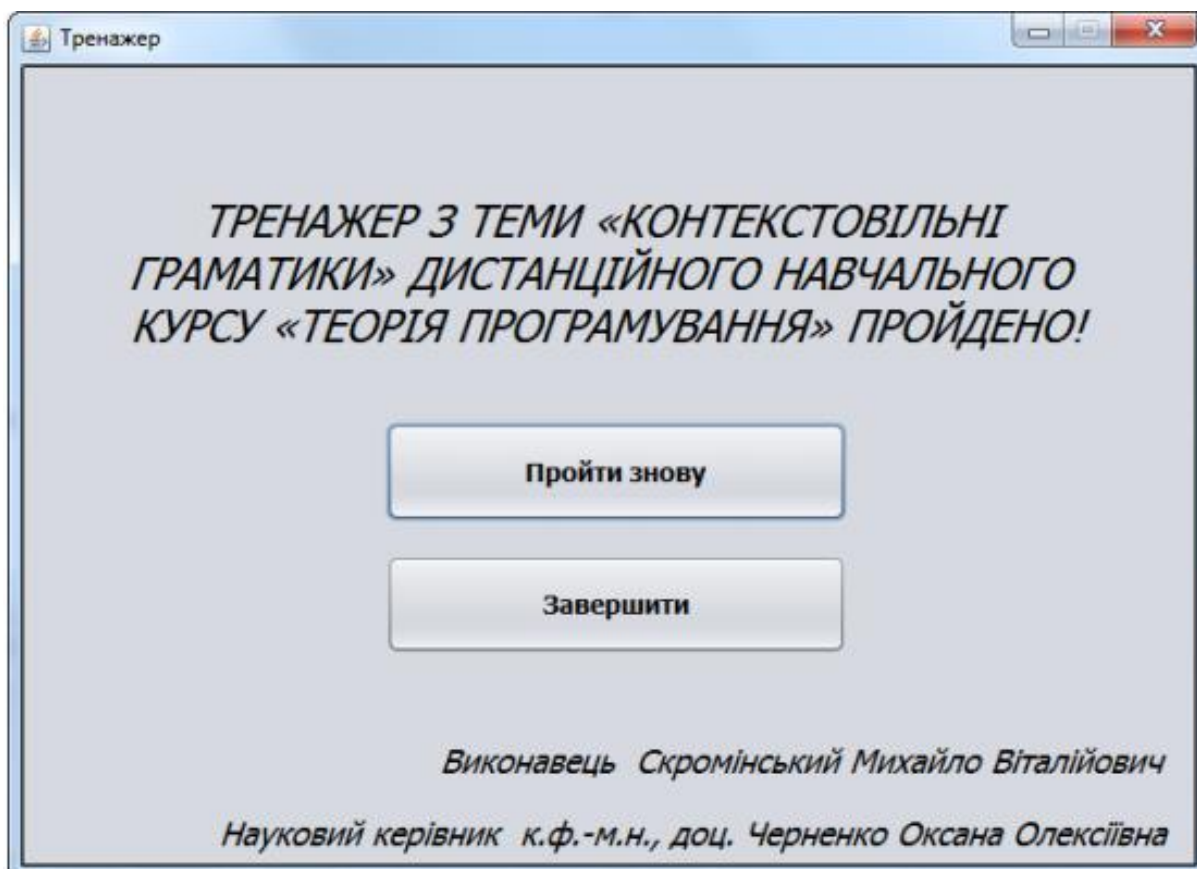 Тренажер
ТРЕНАЖЕР З ТЕМИ «КОНТЕКСТОВІЛЬНІ
ГРАМАТИКИ» ДИСТАНЦІЙНОГО НАВЧАЛЬНОГО
КУРСУ «ТЕОРІЯ ПРОГРАМУВАННЯ» ПРОЙДЕНО!
Пройти знову
Завершити
Виконавець Скромінський Михайло Віталійович
Науковий керівник к.ф.-м.н., доц. Черненко Оксана Олексіївна